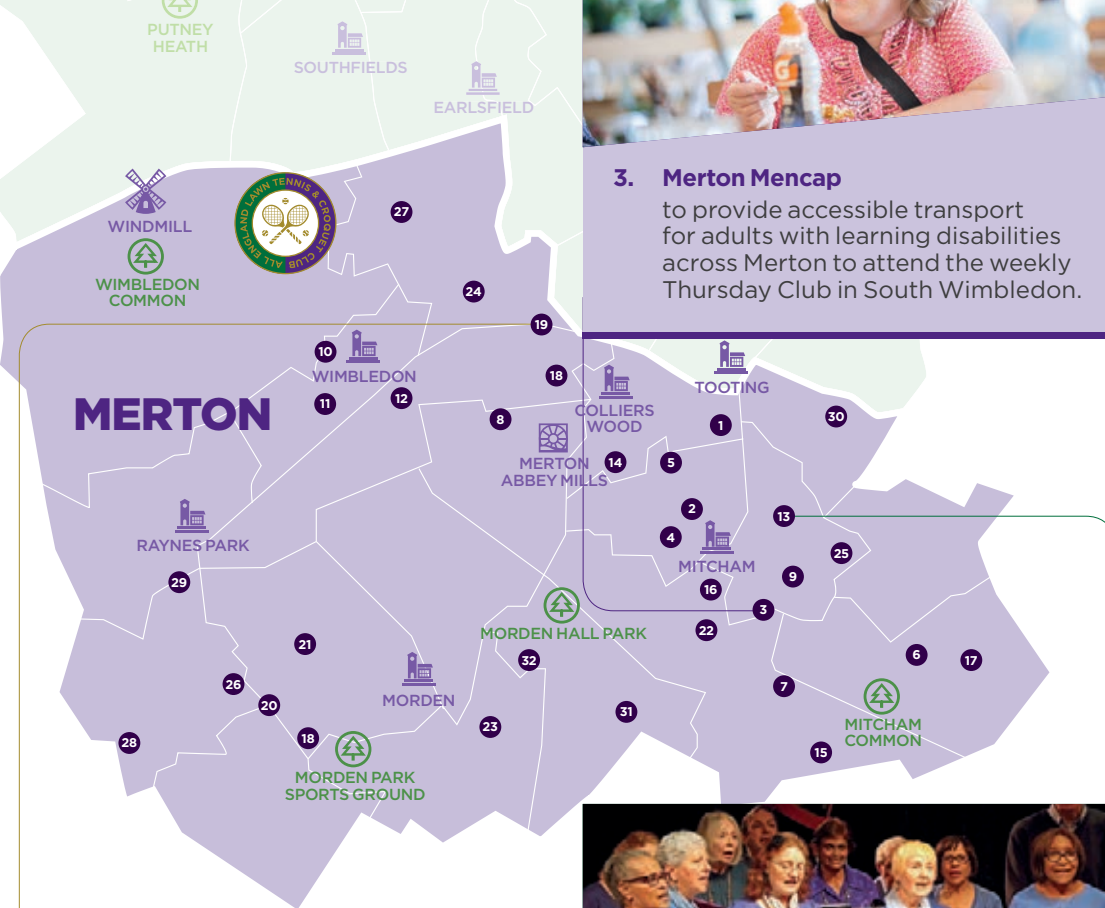 PUTNEY
HEATH
SOUTHFIELDS
EARLSFIELD
3. Merton Mencap
to provide accessible transport
for adults with learning disabilities
across Merton to attend the weekly
Thursday Club in South Wimbledon.
ALL ENGLAND LAWN TENNIS & CROQUET CLUB
27
WINDMILL
WIMBLEDON
COMMON
24
19
10
WIMBLEDON
18
TOOTING
11
12
MERTON
8
COLLIERS
WOOD
1
30
MERTON
ABBEY MILLS
14
5
2
13
4
RAYNES PARK
MITCHAM
25
29
16
9
3
MORDEN HALL PARK
22
21
32
6
17
26
MORDEN
7
20
31
23
MITCHAM
COMMON
28
18
15
MORDEN PARK
SPORTS GROUND
G